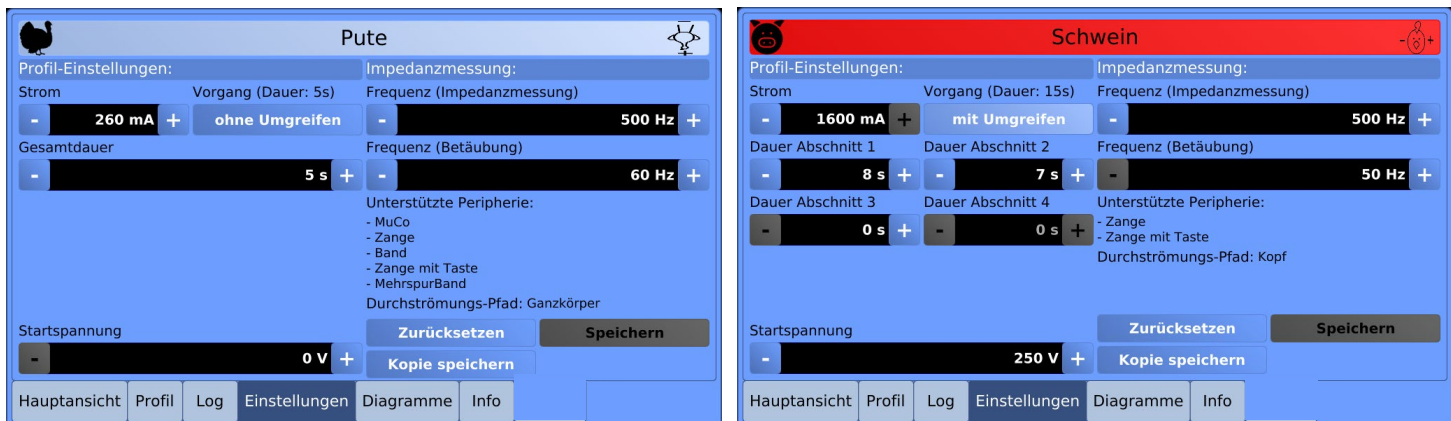 Pute
Profil-Einstellungen:
Impedanzmessung:
Strom
Vorgang (Dauer: 5s)
Frequenz (Impedanzmessung)
- 260 mA +
ohne Umgreifen
- 500 Hz +
Gesamtdauer
Frequenz (Betäubung)
- 5 s +
- 60 Hz +
Unterstützte Peripherie:
- MuCo
- Zange
- Band
- Zange mit Taste
- MehrspurBand
Durchströmungs-Pfad: Ganzkörper
Startspannung
Zurücksetzen
Speichern
- 0 V +
Kopie speichern
Hauptansicht Profil Log Einstellungen Diagramme Info
Schwein
- +
Profil-Einstellungen:
Impedanzmessung:
Strom
Vorgang (Dauer: 15s)
Frequenz (Impedanzmessung)
- 1600 mA +
mit Umgreifen
- 500 Hz +
Dauer Abschnitt 1
Dauer Abschnitt 2
Frequenz (Betäubung)
- 8 s +
- 7 s +
- 50 Hz +
Dauer Abschnitt 3
Dauer Abschnitt 4
Unterstützte Peripherie:
- 0 s +
- 0 s +
- Zange
- Zange mit Taste
Durchströmungs-Pfad: Kopf
Startspannung
Zurücksetzen
Speichern
- 250 V +
Kopie speichern
Hauptansicht Profil Log Einstellungen Diagramme Info